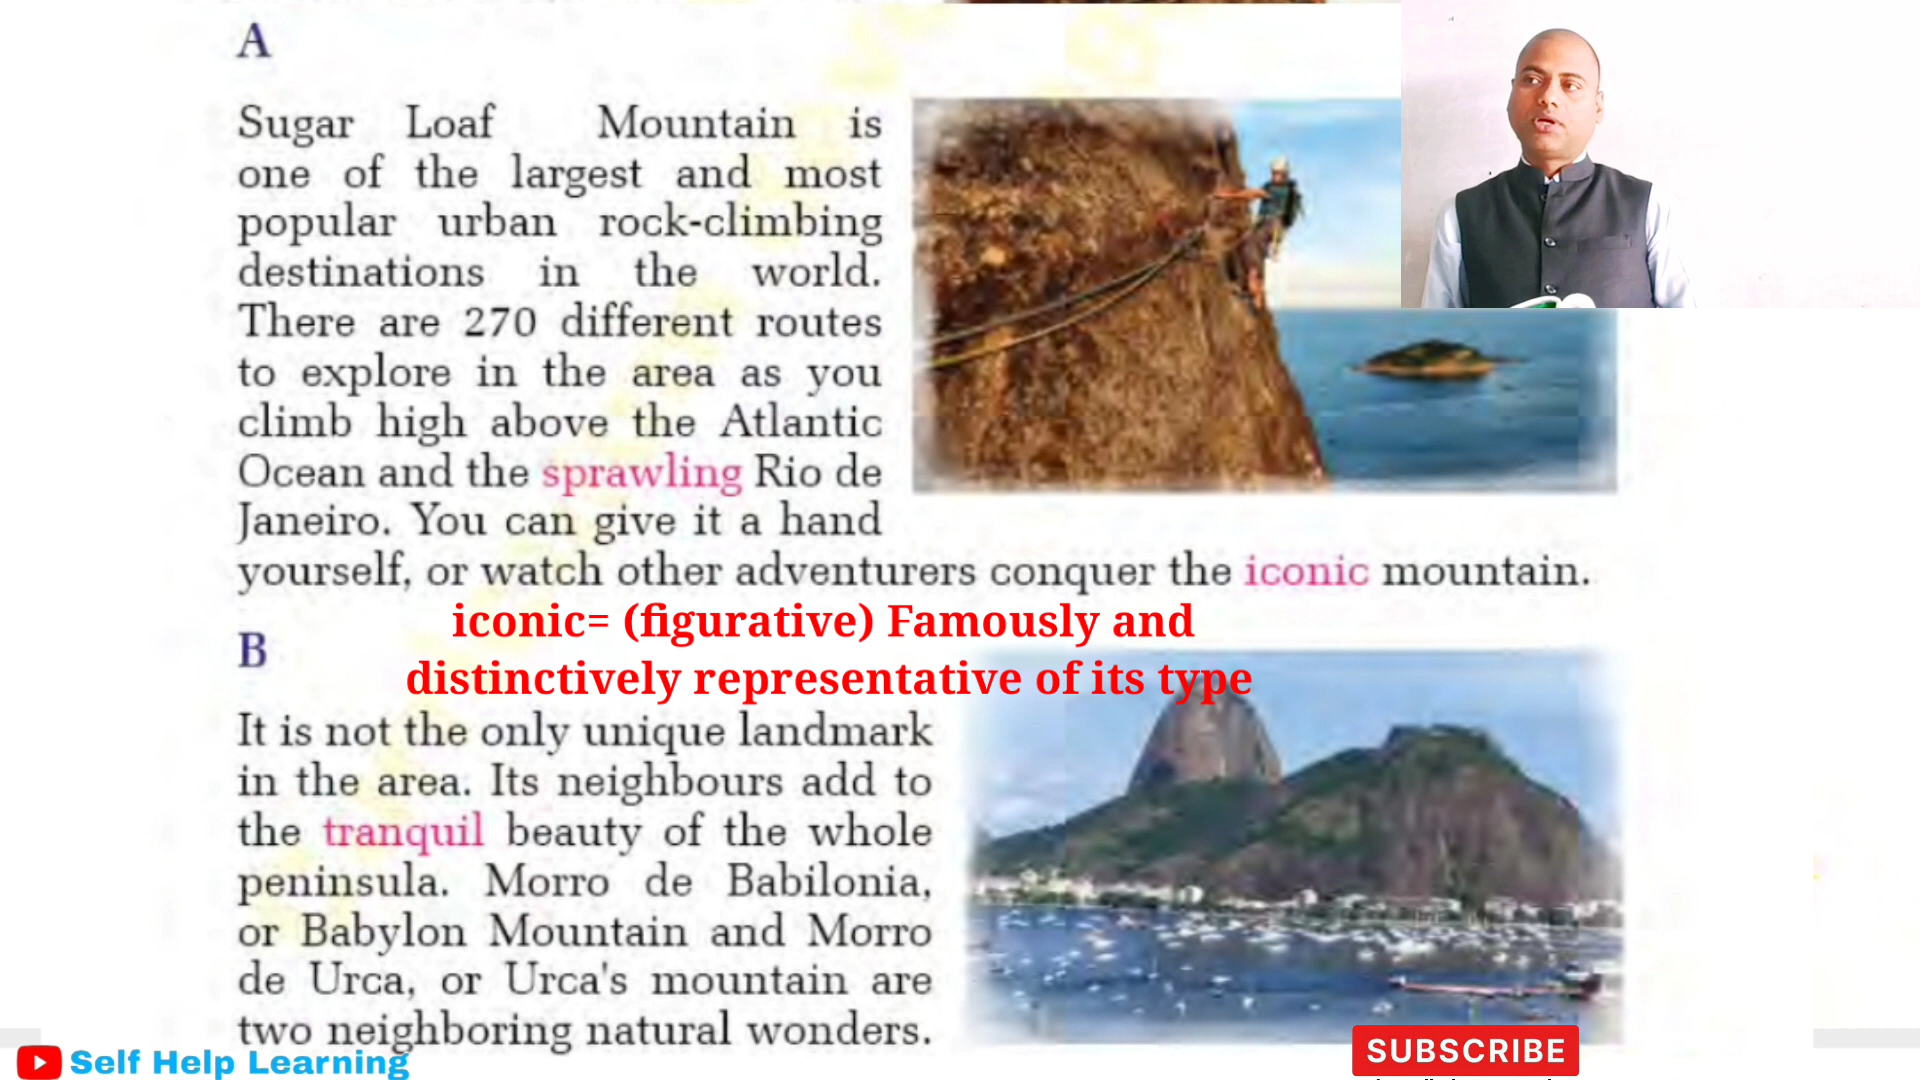 A
Sugar Loaf Mountain is
one of the largest and most
popular urban rock-climbing
destinations in the world.
There are 270 different routes
to explore in the area as you
climb high above the Atlantic
Ocean and the sprawling Rio de
Janeiro. You can give it a hand
yourself, or watch other adventurers conquer the iconic mountain.
iconic= (figurative) Famously and
distinctively representative of its type
B
It is not the only unique landmark
in the area. Its neighbours add to
the tranquil beauty of the whole
peninsula. Morro de Babilonia,
or Babylon Mountain and Morro
de Urca, or Urca's mountain are
two neighboring natural wonders.
Self Help Learning
SUBSCRIBE